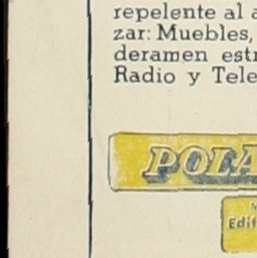 repelente al a
zar: Muebles,
deramen estr
Radio y Tele
POLA
Edit